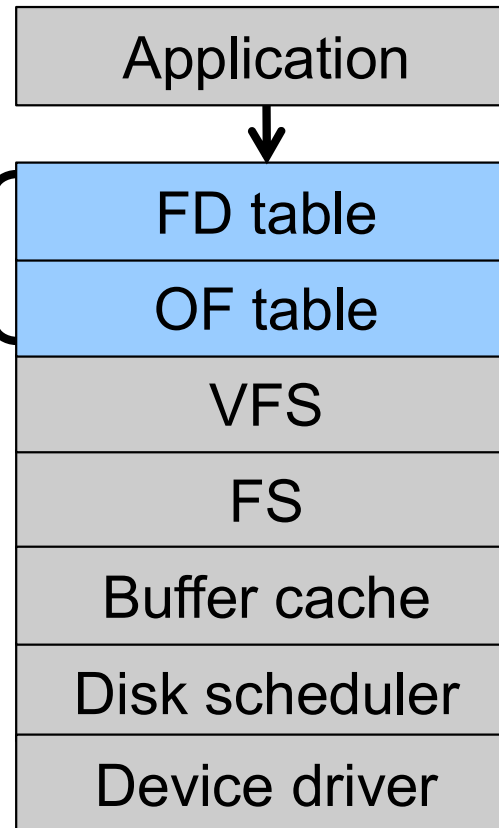 Application
FD table
OF table
VFS
FS
Buffer cache
Disk scheduler
Device driver